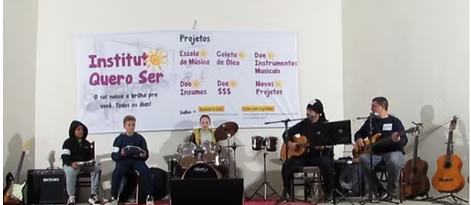 Projetos
Instituto
Quero Ser
O sol nasce e brilha pra
você. Todos os dias!
Escola
de Música
Coleta
de Óleo
Doe
Instrumentos
Musicais
Doe
Insumos
Doe
$$$
Novos
Projetos